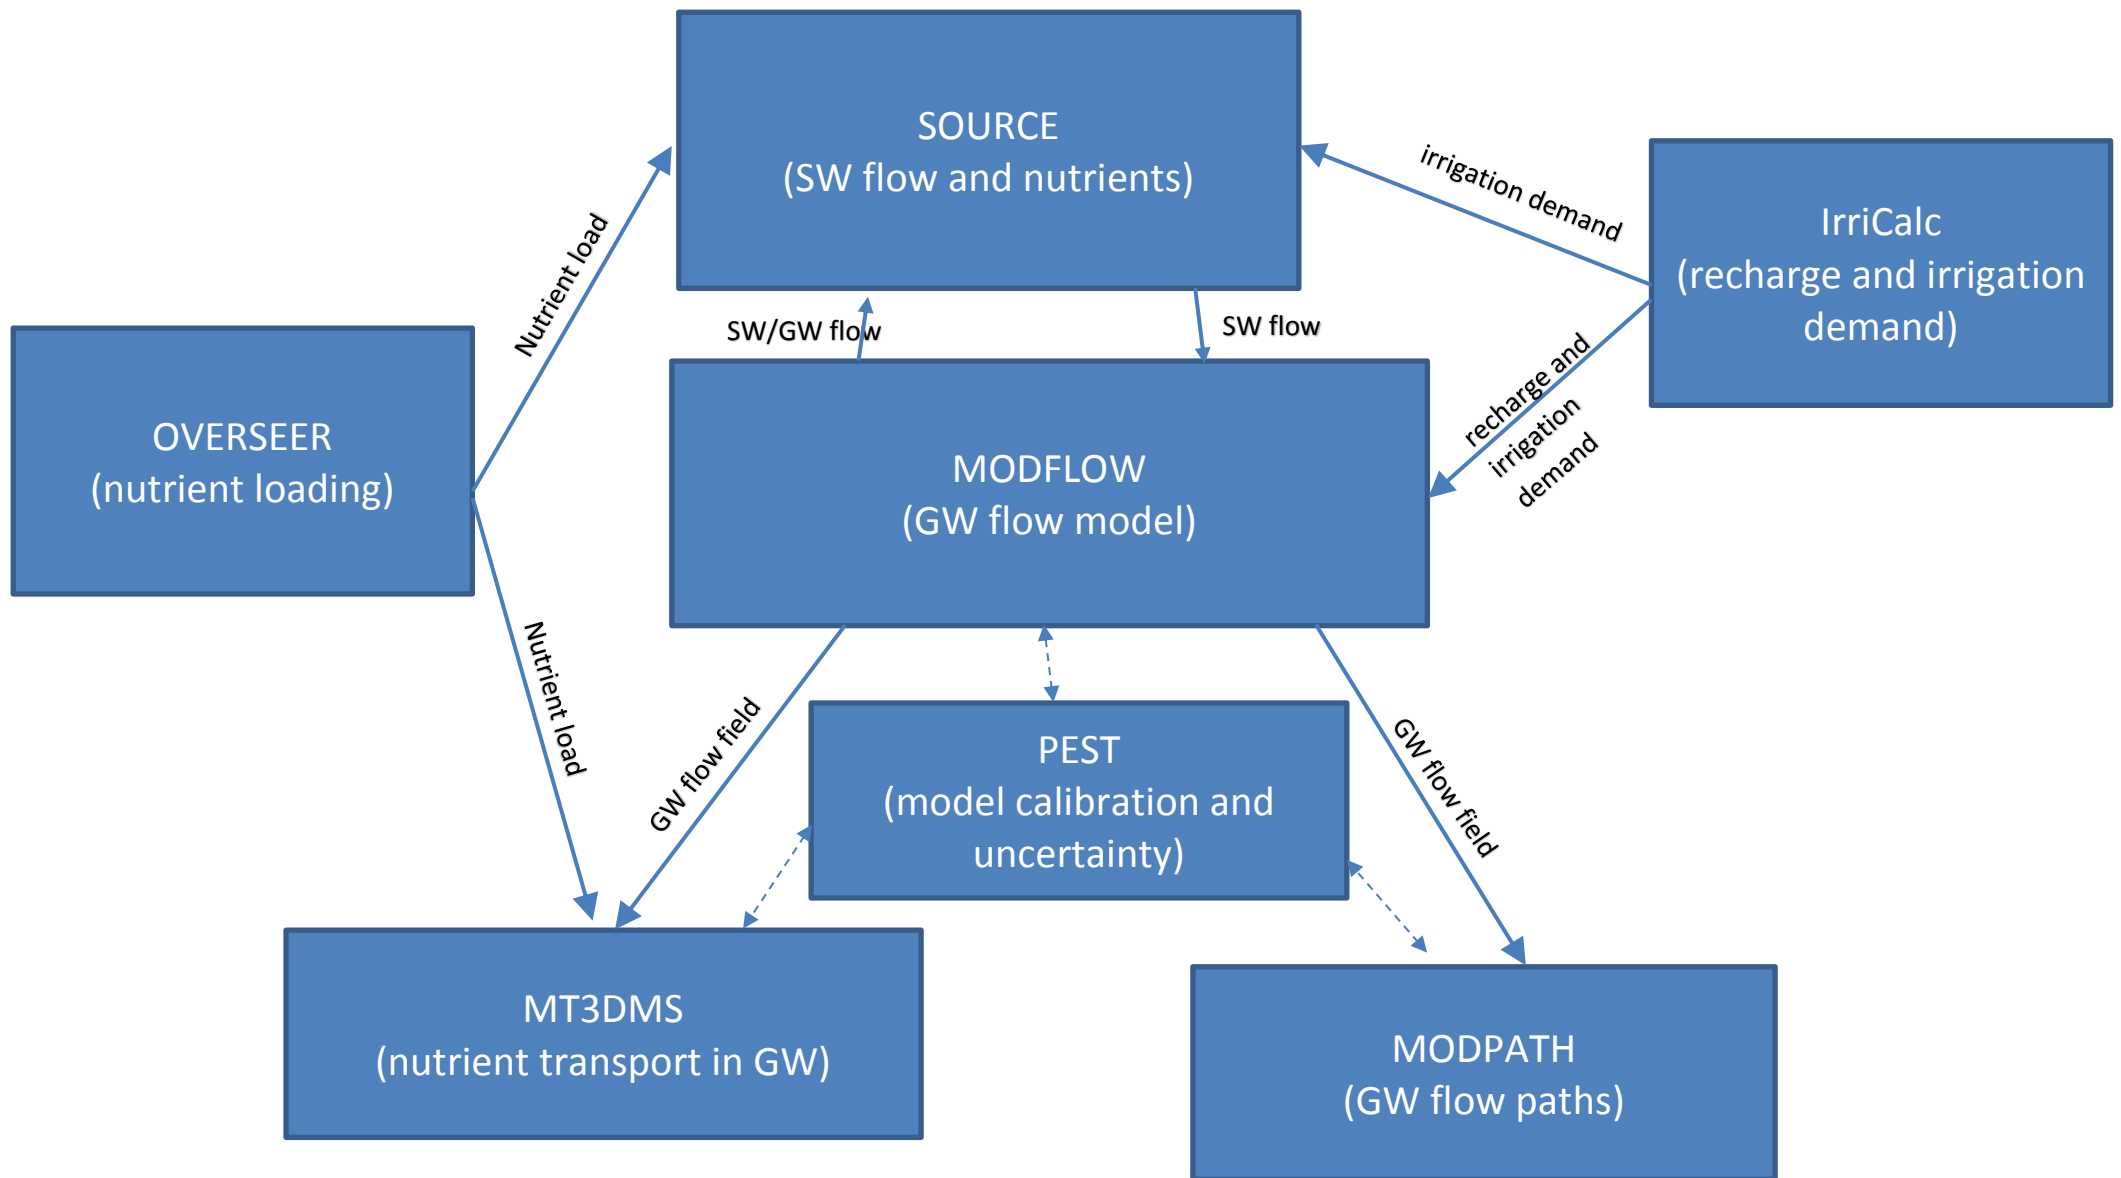 SOURCE
(SW flow and nutrients)
irrigation demand
IrriCalc
(recharge and irrigation
demand)
Nutrient load
SW/GW flow
SW flow
recharge and
irrigation
demand
OVERSEER
(nutrient loading)
MODFLOW
(GW flow model)
Nutrient load
GW flow field
PEST
(model calibration and
uncertainty)
GW flow field
MT3DMS
(nutrient transport in GW)
MODPATH
(GW flow paths)